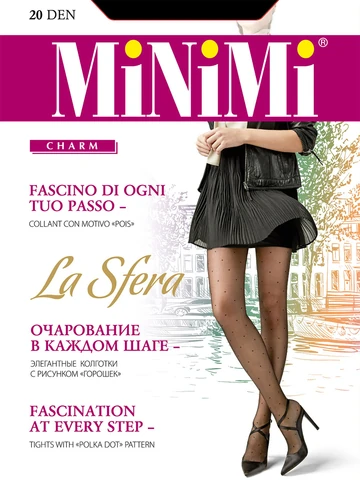 20 DEN
MiNiMi®
CHARM
FASCINO DI OGNI
TUO PASSO –
COLLANT CON MOTIVO «POIS»
La Sfera
ОЧАРОВАНИЕ
В КАЖДОМ ШАГЕ –
ЭЛЕГАНТНЫЕ КОЛГОТКИ
С РИСУНКОМ «ГОРОШЕК»
FASCINATION
AT EVERY STEP –
TIGHTS WITH «POLKA DOT» PATTERN